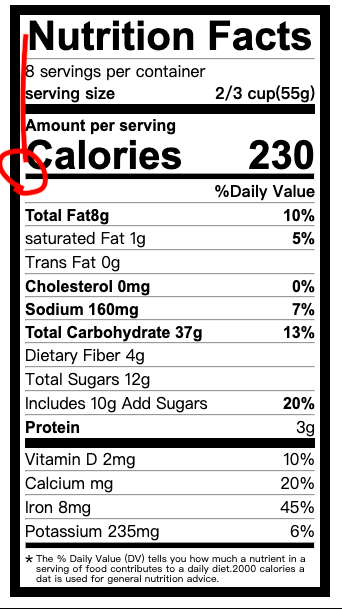 Nutrition Facts
8 servings per container
serving size 2/3 cup(55g)
Amount per serving
Calories 230
%Daily Value
Total Fat8g 10%
saturated Fat 1g 5%
Trans Fat 0g
Cholesterol 0mg 0%
Sodium 160mg 7%
Total Carbohydrate 37g 13%
Dietary Fiber 4g
Total Sugars 12g
Includes 10g Add Sugars 20%
Protein 3g
Vitamin D 2mg 10%
Calcium mg 20%
Iron 8mg 45%
Potassium 235mg 6%
* The % Daily Value (DV) tells you how much a nutrient in a
serving of food contributes to a daily diet.2000 calories a
dat is used for general nutrition advice.